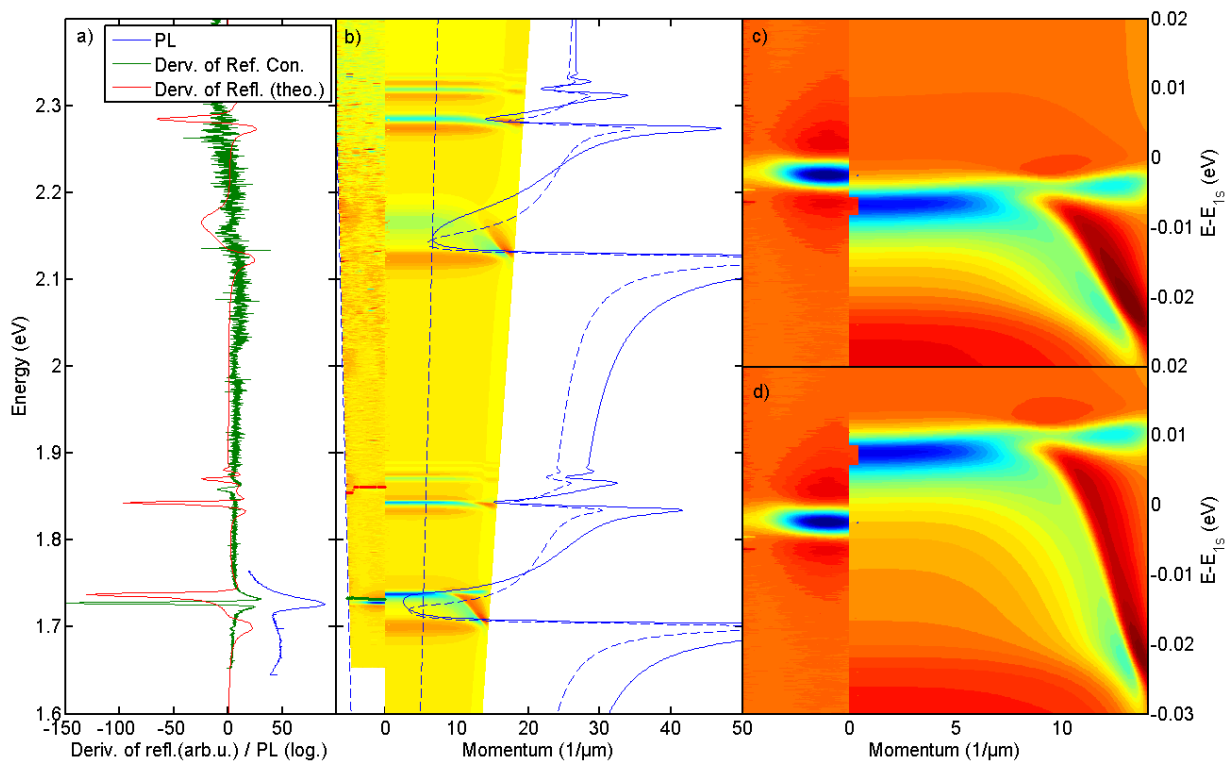 a)
PL
Derv. of Ref. Con.
Derv. of Refl. (theo.)
b)
c)
d)
Energy (eV)
2.3
2.2
2.1
2
1.9
1.8
1.7
1.6
-150 -100 -50 0 50
Deriv. of refl.(arb.u.) / PL (log.)
0 10 20 30 40 50
Momentum (1/µm)
0 5 10
Momentum (1/µm)
0.02
0.01
0
-0.01
-0.02
0.02
0.01
0
-0.01
-0.02
-0.03
E-E1s (eV)
E-E1s (eV)